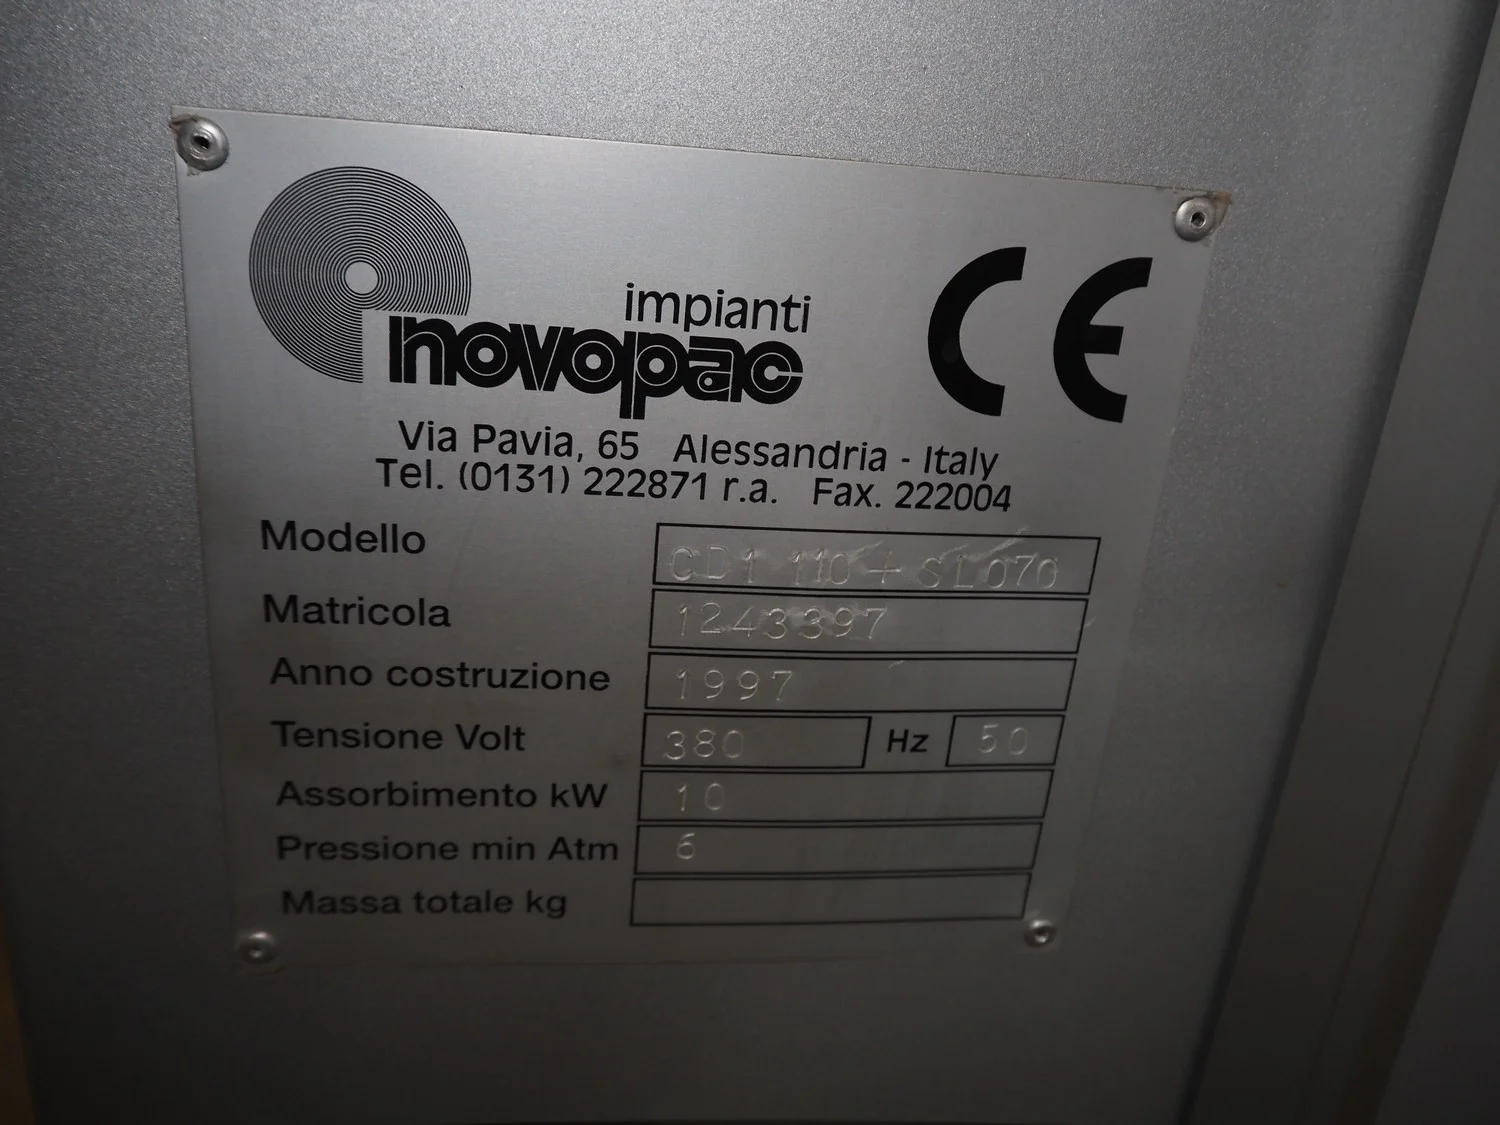 impianti
novopac
CE
Via Pavia, 65 Alessandria - Italy
Tel. (0131) 222871 r.a. Fax. 222004
Modello CD1 110 + SL070
Matricola 1243397
Anno costruzione 1997
Tensione Volt 380 Hz 50
Assorbimento kW 10
Pressione min Atm 6
Massa totale kg